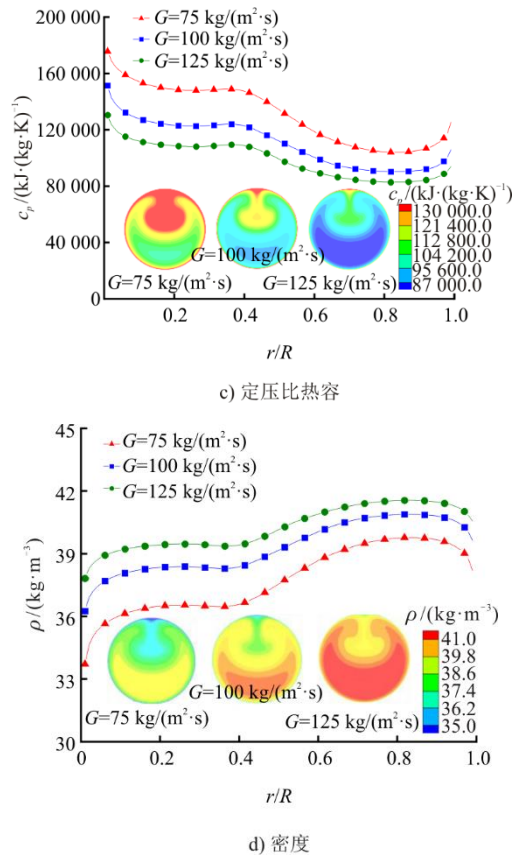 G=75 kg/(m²·s)
G=100 kg/(m²·s)
G=125 kg/(m²·s)
200 000
160 000
120 000
80 000
40 000
0
c_p/(kJ·(kg·K)⁻¹)
c_p/(kJ·(kg·K)⁻¹)
130 000.0
121 400.0
112 800.0
104 200.0
95 600.0
87 000.0
G=75 kg/(m²·s)
G=100 kg/(m²·s)
G=125 kg/(m²·s)
0.2 0.4 0.6 0.8 1.0
r/R
c) 定压比热容
G=75 kg/(m²·s)
G=100 kg/(m²·s)
G=125 kg/(m²·s)
45
42
39
36
33
30
ρ/(kg·m⁻³)
ρ/(kg·m⁻³)
41.0
39.8
38.6
37.4
36.2
35.0
G=75 kg/(m²·s)
G=100 kg/(m²·s)
G=125 kg/(m²·s)
0 0.2 0.4 0.6 0.8 1.0
r/R
d) 密度